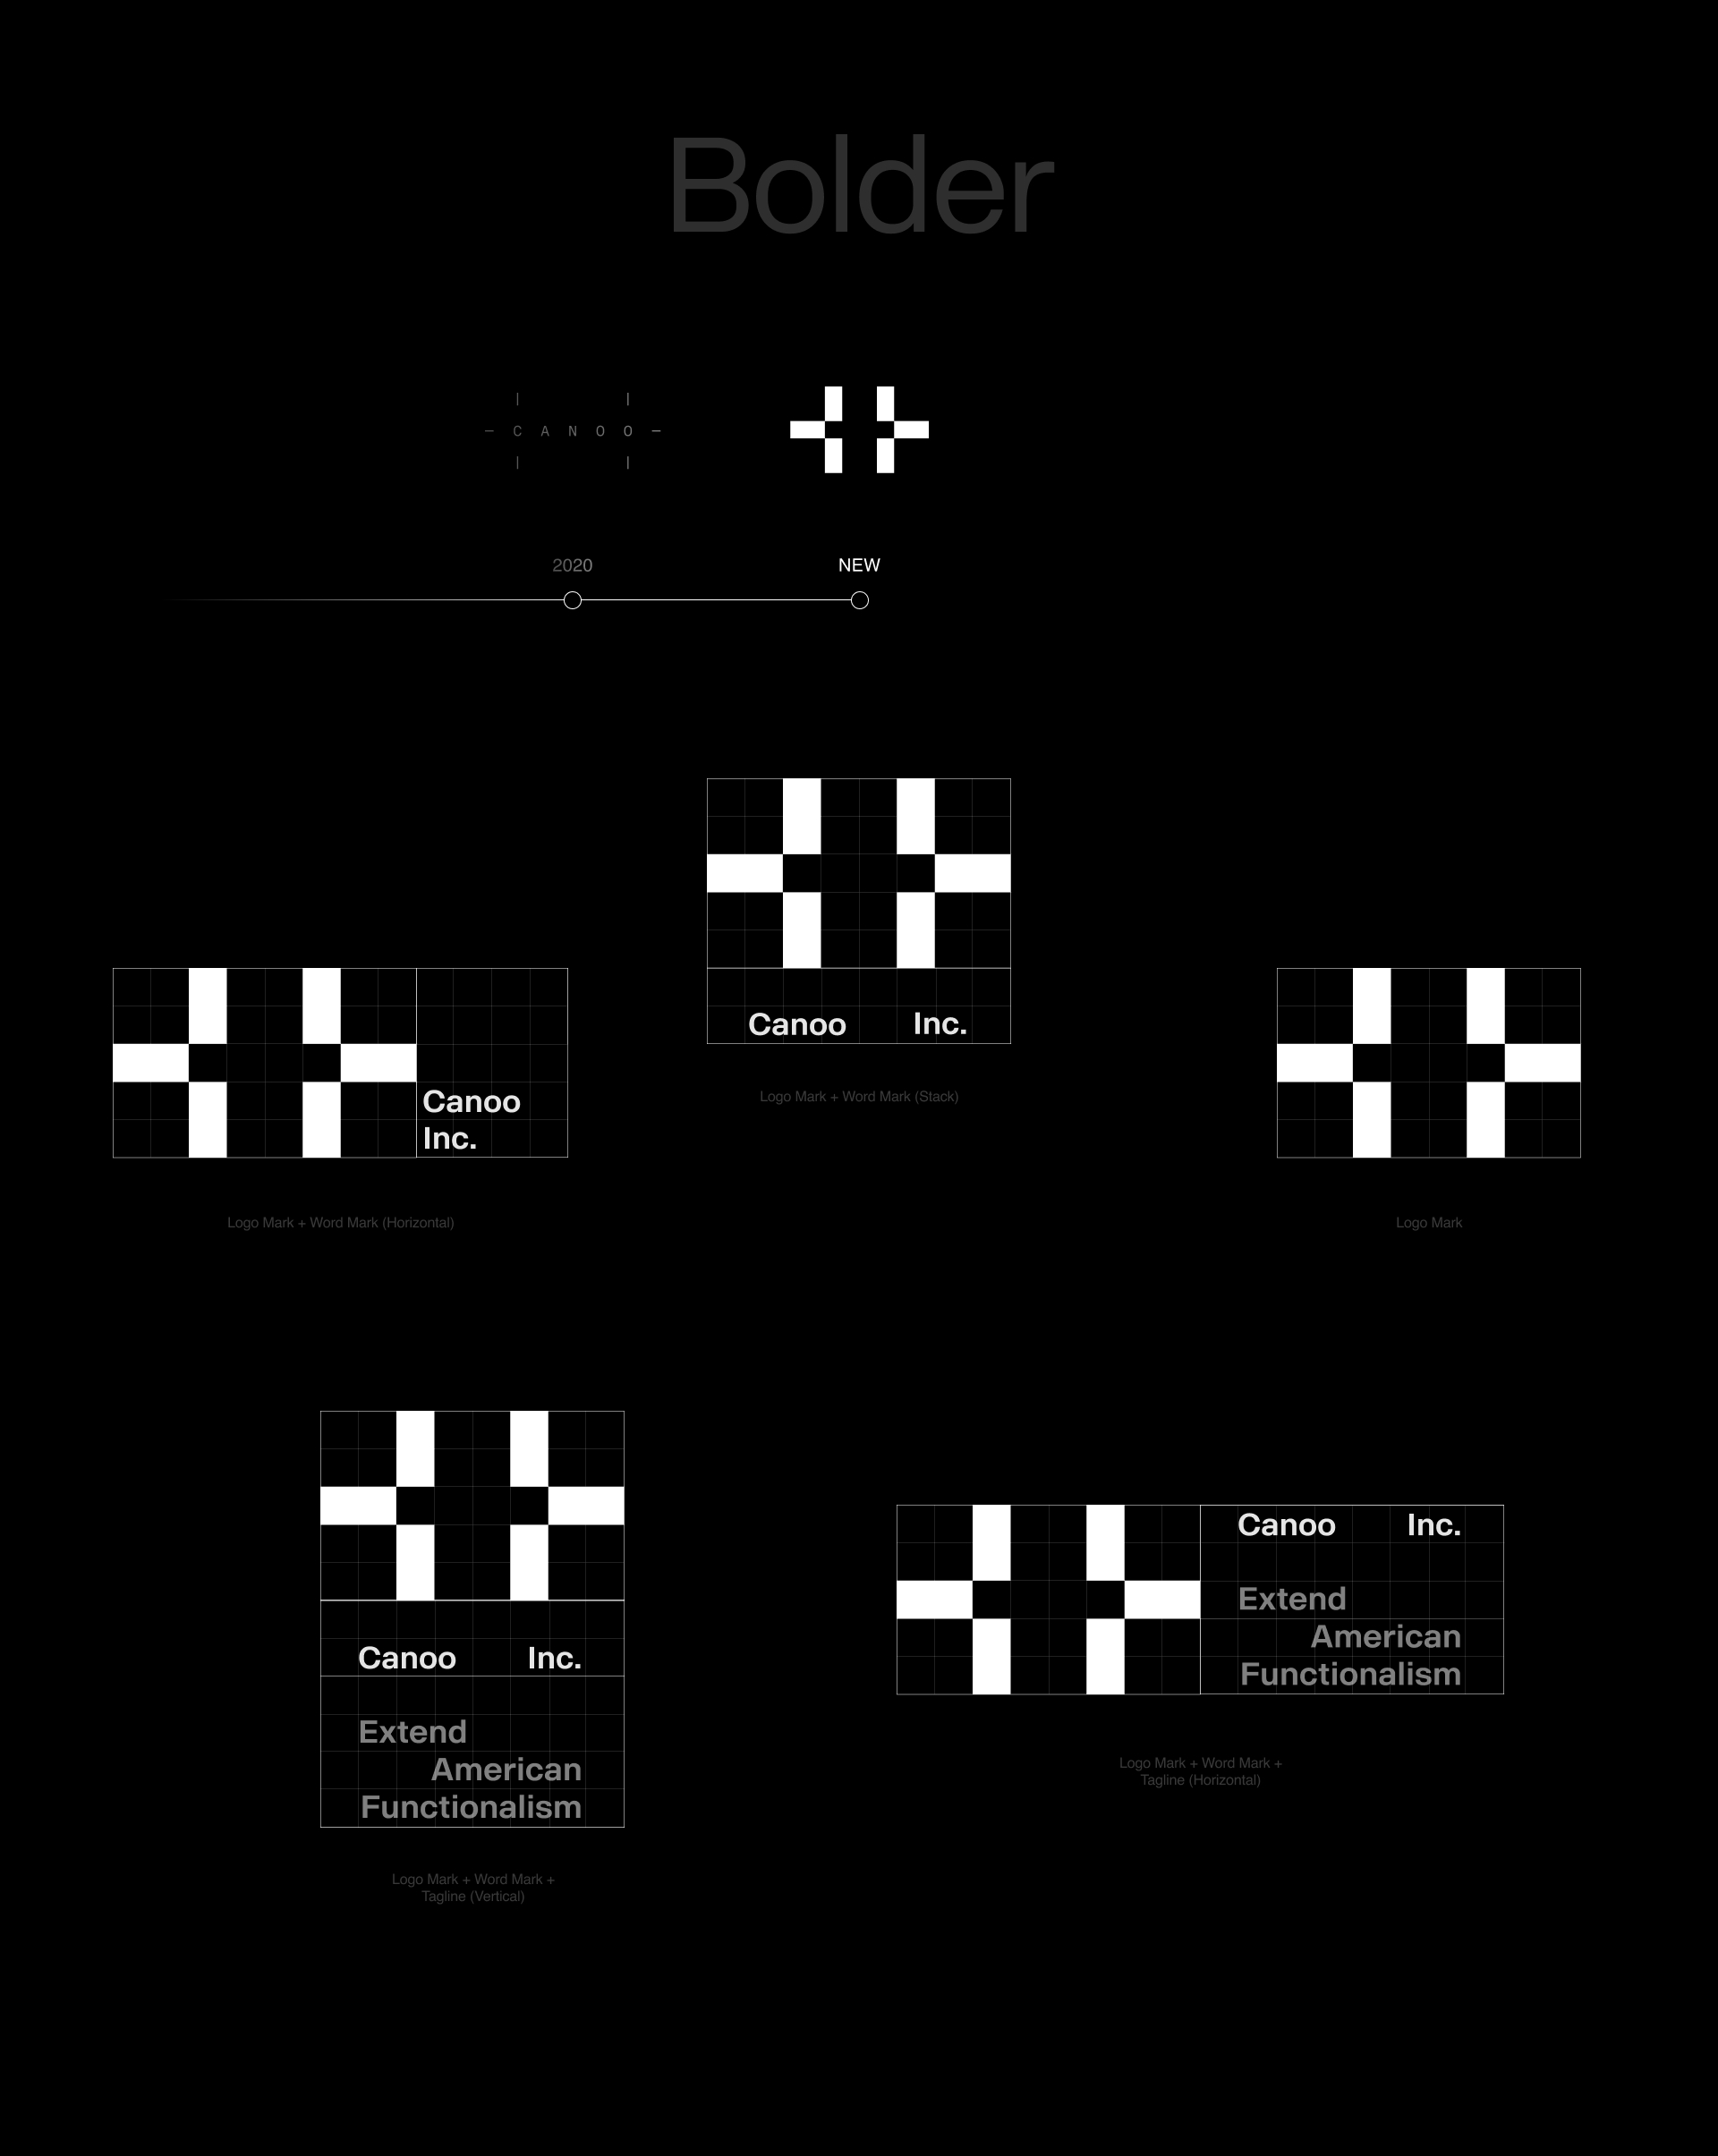 Bolder
CANOO
2020
NEW
Canoo Inc.
Logo Mark + Word Mark (Stack)
Canoo
Inc.
Logo Mark + Word Mark (Horizontal)
Logo Mark
Canoo Inc.
Extend
American
Functionalism
Logo Mark + Word Mark +
Tagline (Vertical)
Canoo Inc.
Extend
American
Functionalism
Logo Mark + Word Mark +
Tagline (Horizontal)